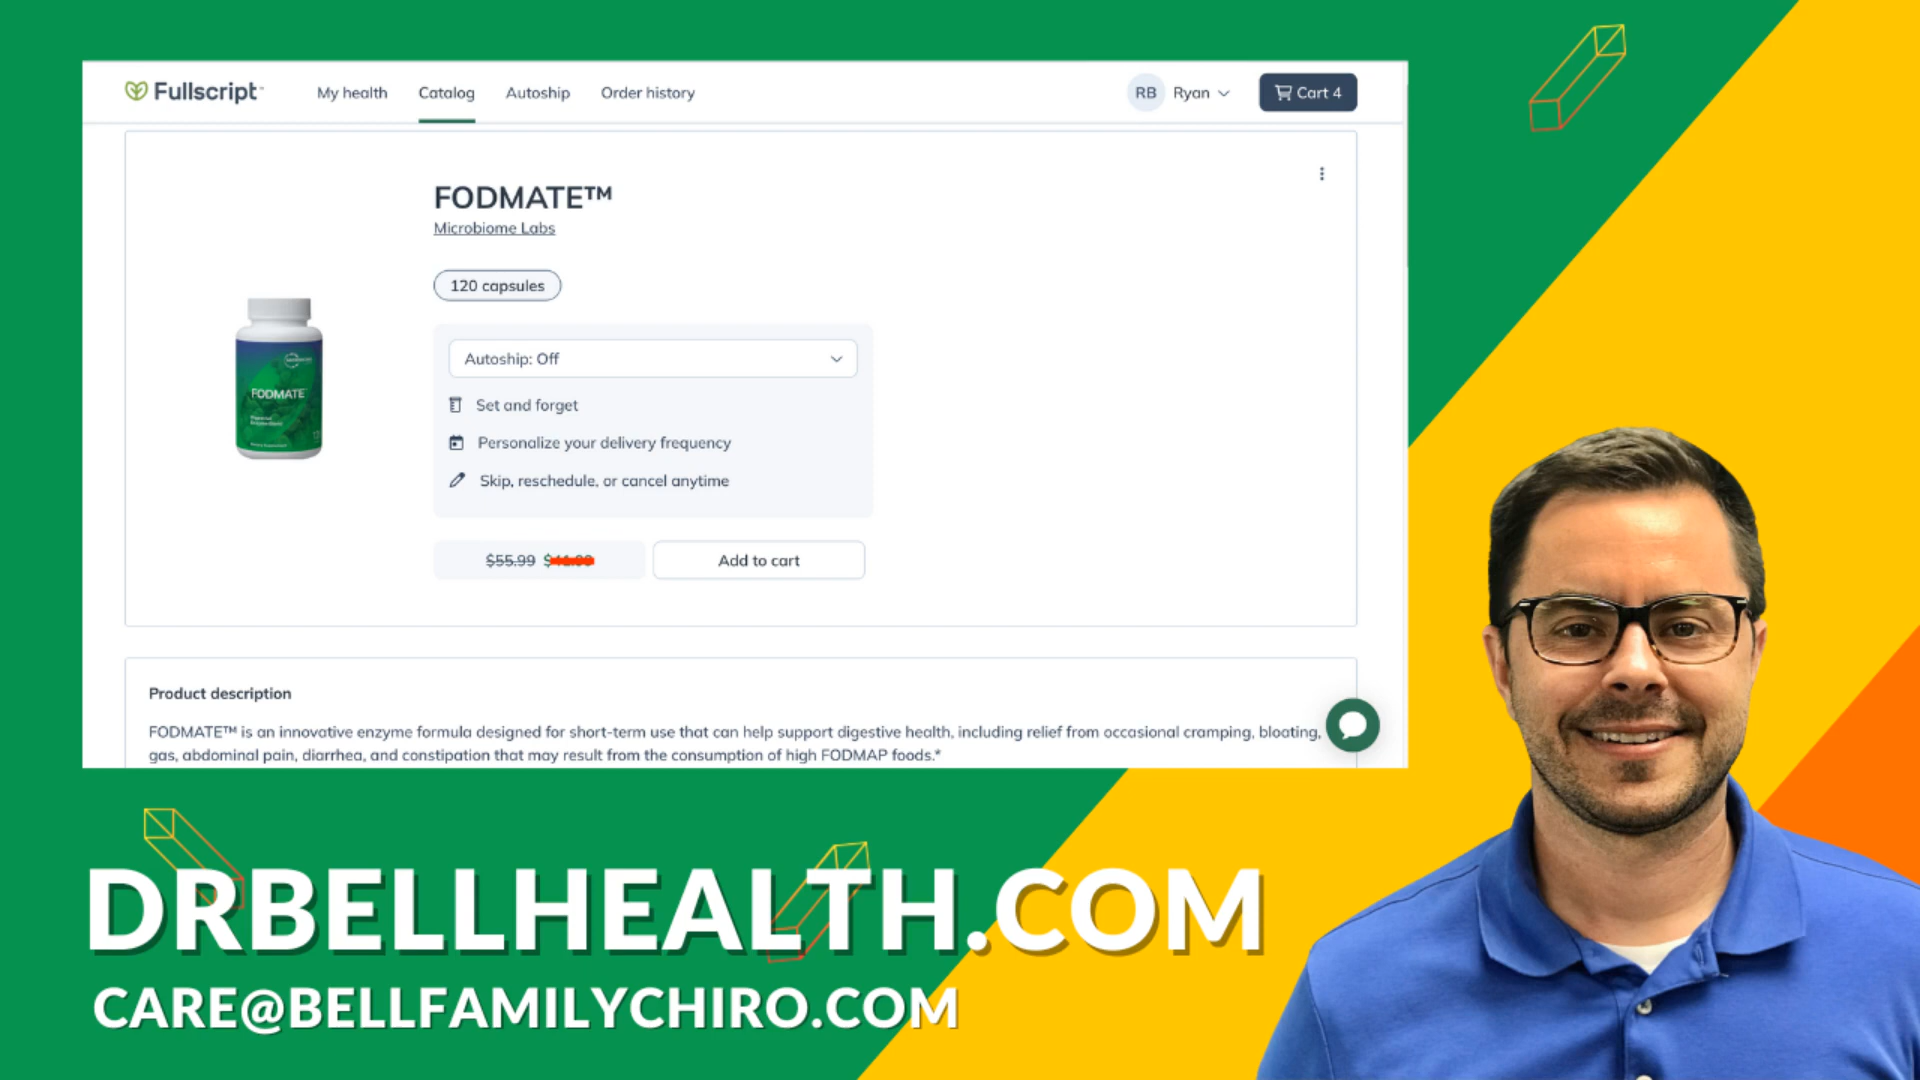 Fullscript
My health
Catalog
Autoship
Order history
RB
Ryan
Cart 4
FODMATE™
Microbiome Labs
120 capsules
Autoship: Off
Set and forget
Personalize your delivery frequency
Skip, reschedule, or cancel anytime
FODMATE
$55.99 $
Add to cart
Product description
FODMATE™ is an innovative enzyme formula designed for short-term use that can help support digestive health, including relief from occasional cramping, bloating,
gas, abdominal pain, diarrhea, and constipation that may result from the consumption of high FODMAP foods.*
DRBELLHEALTH.COM
CARE@BELLFAMILYCHIRO.COM